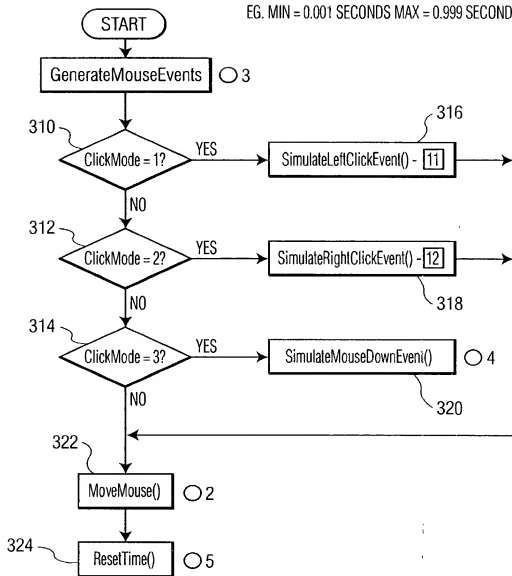 EG. MIN = 0.001 SECONDS MAX = 0.999 SECOND
START
GenerateMouseEvents 3
310
ClickMode = 1?
YES
316
SimulateLeftClickEvent() - 11
NO
312
ClickMode = 2?
YES
SimulateRightClickEvent() - 12
318
NO
314
ClickMode = 3?
YES
SimulateMouseDownEvent() 4
320
NO
322
MoveMouse() 2
324
ResetTime() 5